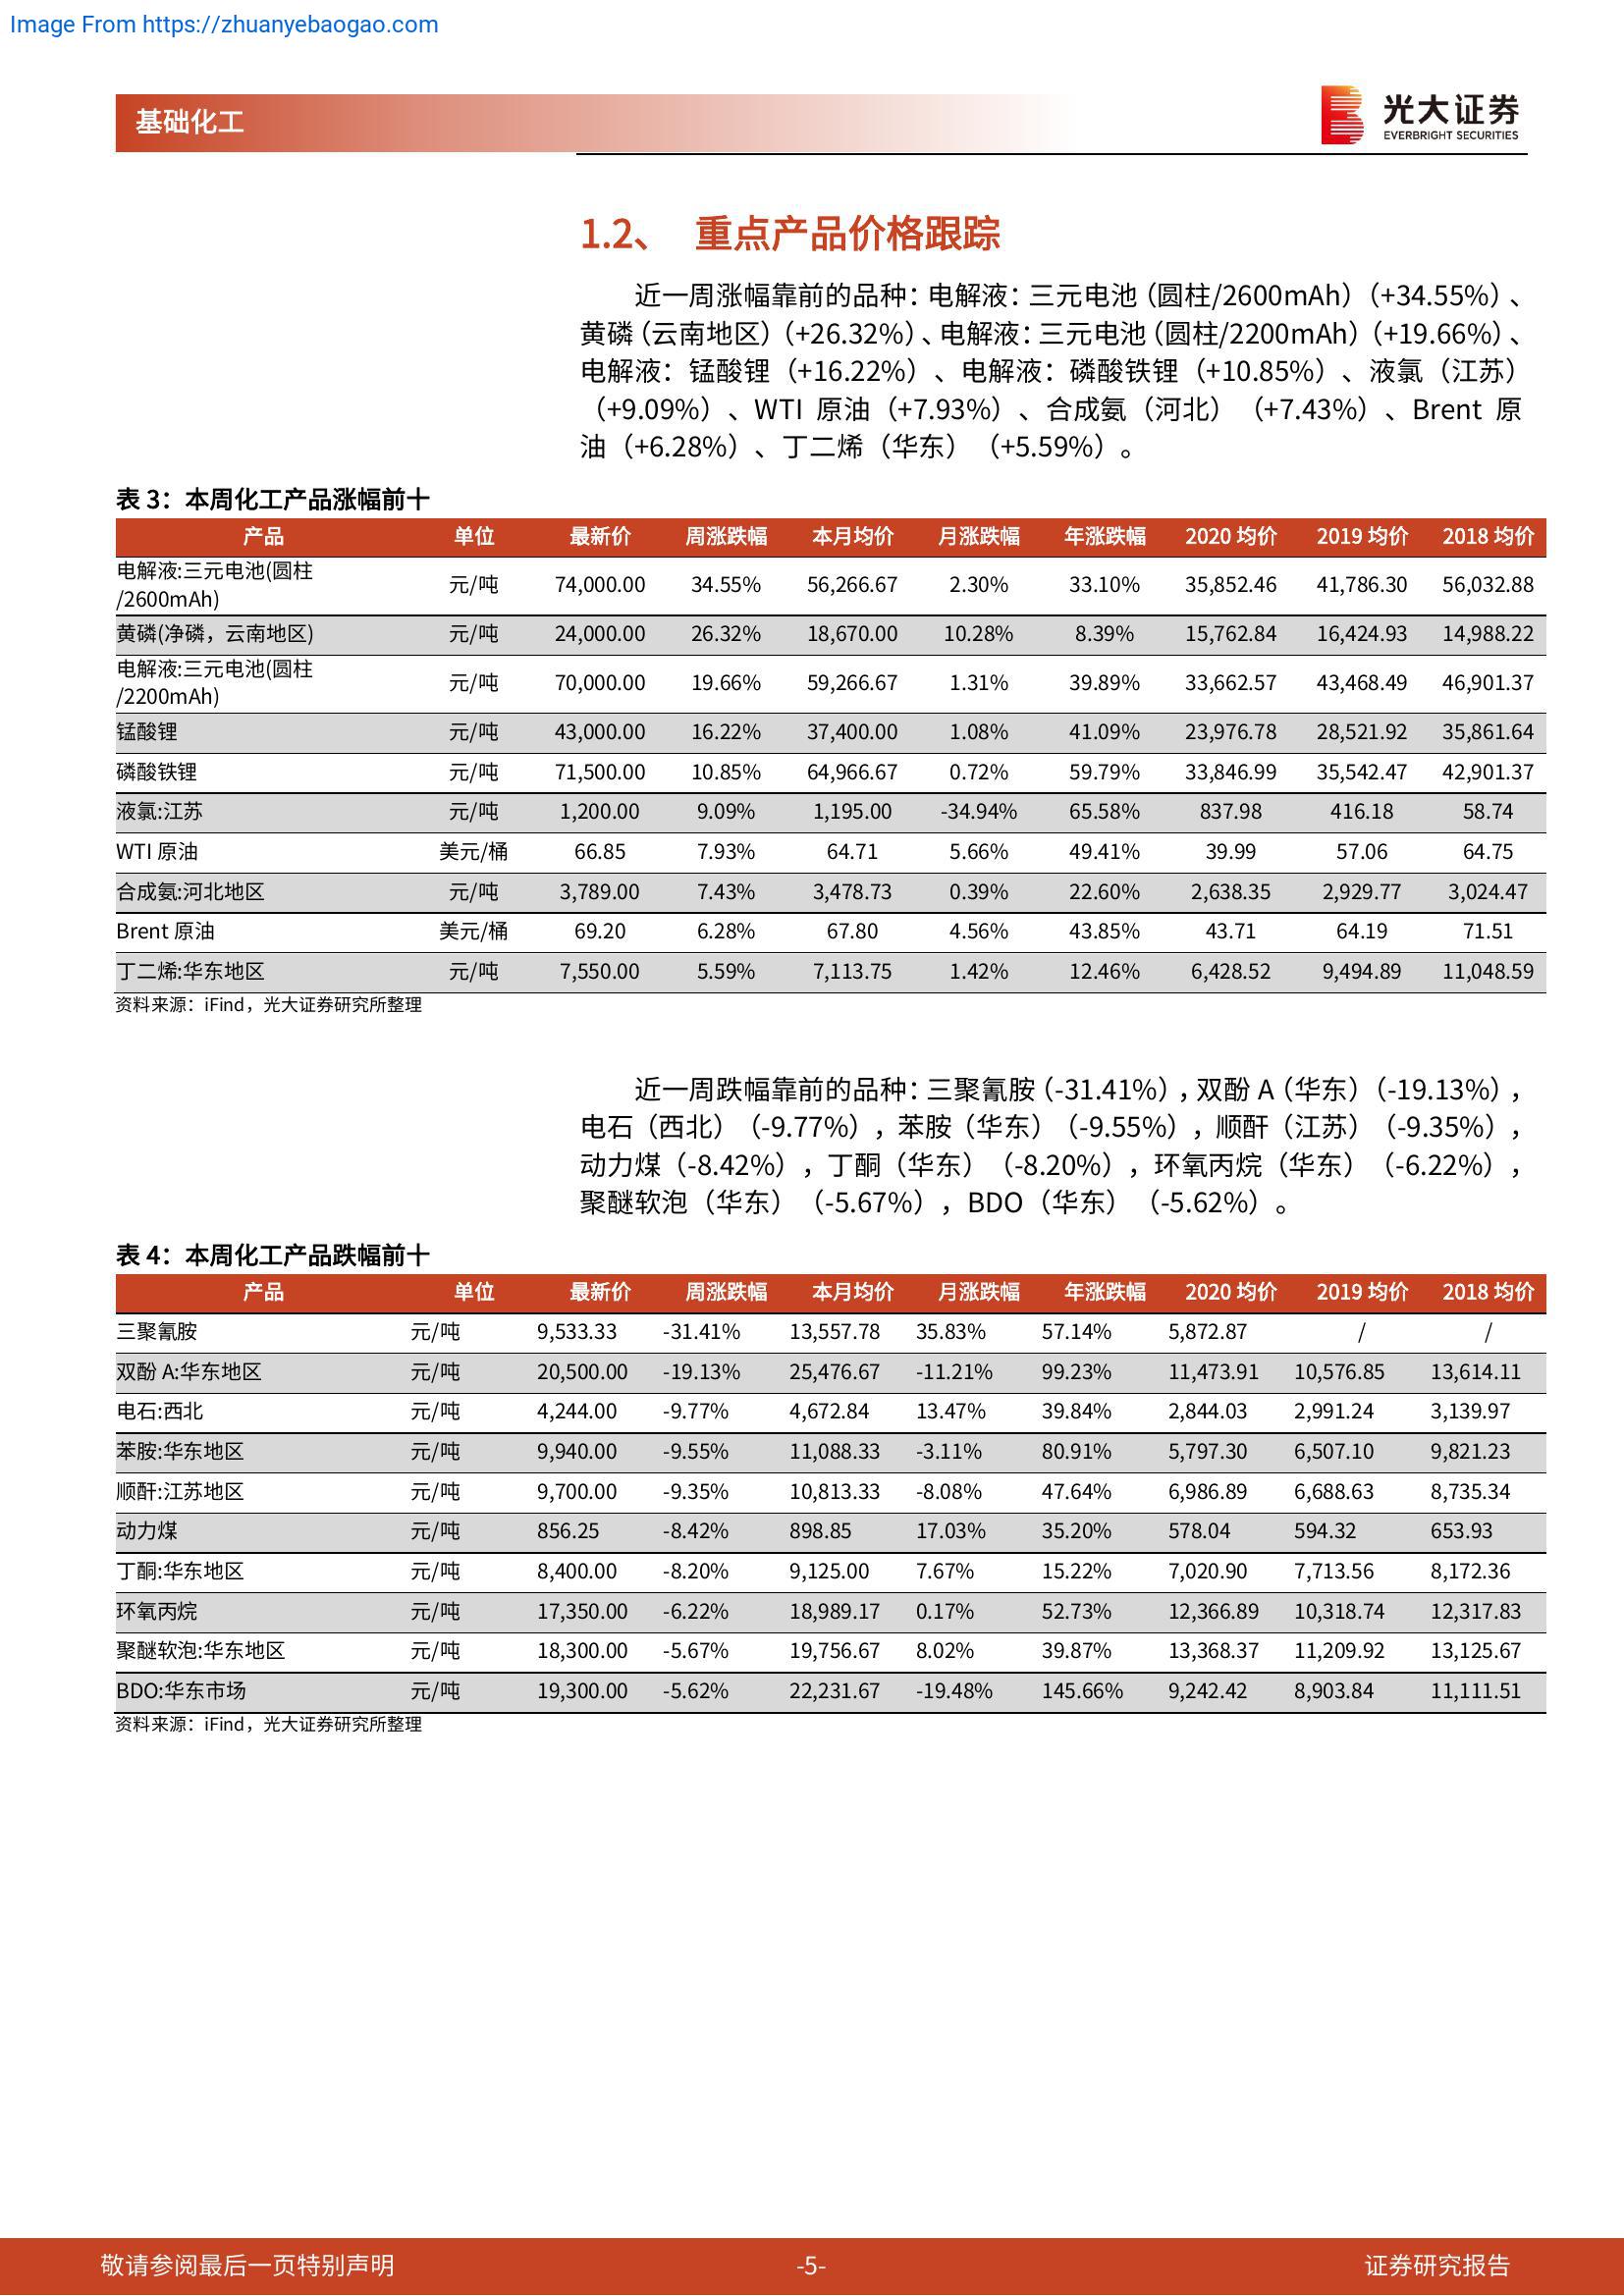 Image From https://zhuanyebaogao.com
基础化工
光大证券
EVERBRIGHT SECURITIES
1.2、 重点产品价格跟踪
近一周涨幅靠前的品种：电解液：三元电池（圆柱/2600mAh）（+34.55%）、
黄磷（云南地区）（+26.32%）、电解液：三元电池（圆柱/2200mAh）（+19.66%）、
电解液：锰酸锂（+16.22%）、电解液：磷酸铁锂（+10.85%）、液氯（江苏）
（+9.09%）、WTI 原油（+7.93%）、合成氨（河北）（+7.43%）、Brent 原
油（+6.28%）、丁二烯（华东）（+5.59%）。
表 3：本周化工产品涨幅前十
产品 单位 最新价 周涨跌幅 本月均价 月涨跌幅 年涨跌幅 2020 均价 2019 均价 2018 均价
电解液:三元电池(圆柱
/2600mAh) 元/吨 74,000.00 34.55% 56,266.67 2.30% 33.10% 35,852.46 41,786.30 56,032.88
黄磷(净磷，云南地区) 元/吨 24,000.00 26.32% 18,670.00 10.28% 8.39% 15,762.84 16,424.93 14,988.22
电解液:三元电池(圆柱
/2200mAh) 元/吨 70,000.00 19.66% 59,266.67 1.31% 39.89% 33,662.57 43,468.49 46,901.37
锰酸锂 元/吨 43,000.00 16.22% 37,400.00 1.08% 41.09% 23,976.78 28,521.92 35,861.64
磷酸铁锂 元/吨 71,500.00 10.85% 64,966.67 0.72% 59.79% 33,846.99 35,542.47 42,901.37
液氯:江苏 元/吨 1,200.00 9.09% 1,195.00 -34.94% 65.58% 837.98 416.18 58.74
WTI 原油 美元/桶 66.85 7.93% 64.71 5.66% 49.41% 39.99 57.06 64.75
合成氨:河北地区 元/吨 3,789.00 7.43% 3,478.73 0.39% 22.60% 2,638.35 2,929.77 3,024.47
Brent 原油 美元/桶 69.20 6.28% 67.80 4.56% 43.85% 43.71 64.19 71.51
丁二烯:华东地区 元/吨 7,550.00 5.59% 7,113.75 1.42% 12.46% 6,428.52 9,494.89 11,048.59
资料来源：iFind，光大证券研究所整理
近一周跌幅靠前的品种：三聚氰胺（-31.41%），双酚 A（华东）（-19.13%），
电石（西北）（-9.77%），苯胺（华东）（-9.55%），顺酐（江苏）（-9.35%），
动力煤（-8.42%），丁酮（华东）（-8.20%），环氧丙烷（华东）（-6.22%），
聚醚软泡（华东）（-5.67%），BDO（华东）（-5.62%）。
表 4：本周化工产品跌幅前十
产品 单位 最新价 周涨跌幅 本月均价 月涨跌幅 年涨跌幅 2020 均价 2019 均价 2018 均价
三聚氰胺 元/吨 9,533.33 -31.41% 13,557.78 35.83% 57.14% 5,872.87 / /
双酚 A:华东地区 元/吨 20,500.00 -19.13% 25,476.67 -11.21% 99.23% 11,473.91 10,576.85 13,614.11
电石:西北 元/吨 4,244.00 -9.77% 4,672.84 13.47% 39.84% 2,844.03 2,991.24 3,139.97
苯胺:华东地区 元/吨 9,940.00 -9.55% 11,088.33 -3.11% 80.91% 5,797.30 6,507.10 9,821.23
顺酐:江苏地区 元/吨 9,700.00 -9.35% 10,813.33 -8.08% 47.64% 6,986.89 6,688.63 8,735.34
动力煤 元/吨 856.25 -8.42% 898.85 17.03% 35.20% 578.04 594.32 653.93
丁酮:华东地区 元/吨 8,400.00 -8.20% 9,125.00 7.67% 15.22% 7,020.90 7,713.56 8,172.36
环氧丙烷 元/吨 17,350.00 -6.22% 18,989.17 0.17% 52.73% 12,366.89 10,318.74 12,317.83
聚醚软泡:华东地区 元/吨 18,300.00 -5.67% 19,756.67 8.02% 39.87% 13,368.37 11,209.92 13,125.67
BDO:华东市场 元/吨 19,300.00 -5.62% 22,231.67 -19.48% 145.66% 9,242.42 8,903.84 11,111.51
资料来源：iFind，光大证券研究所整理
敬请参阅最后一页特别声明 -5- 证券研究报告